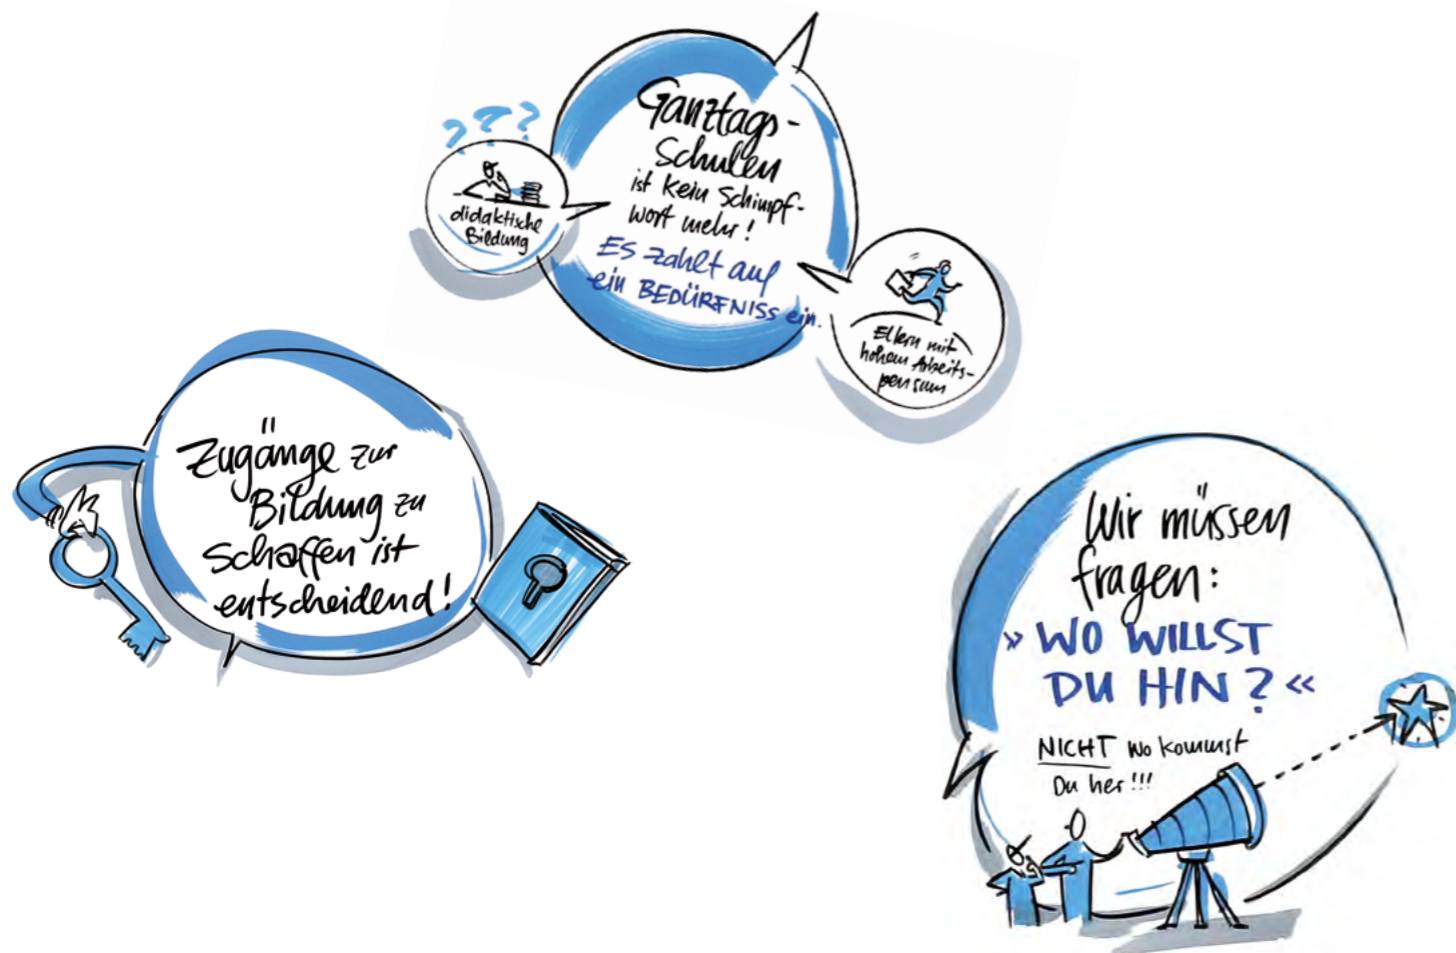 ???
Ganztags-
Schulen
ist kein Schimpf-
wort mehr!
ES zahlt auf
ein BEDÜRFNISS ein.
didaktische
Bildung
Eltern mit
hohem Arbeits-
pensum
Zugänge zur
Bildung zu
schaffen ist
entscheidend!
Wir müssen
fragen:
» WO WILLST
DU HIN? «
NICHT wo kommst
Du her!!!